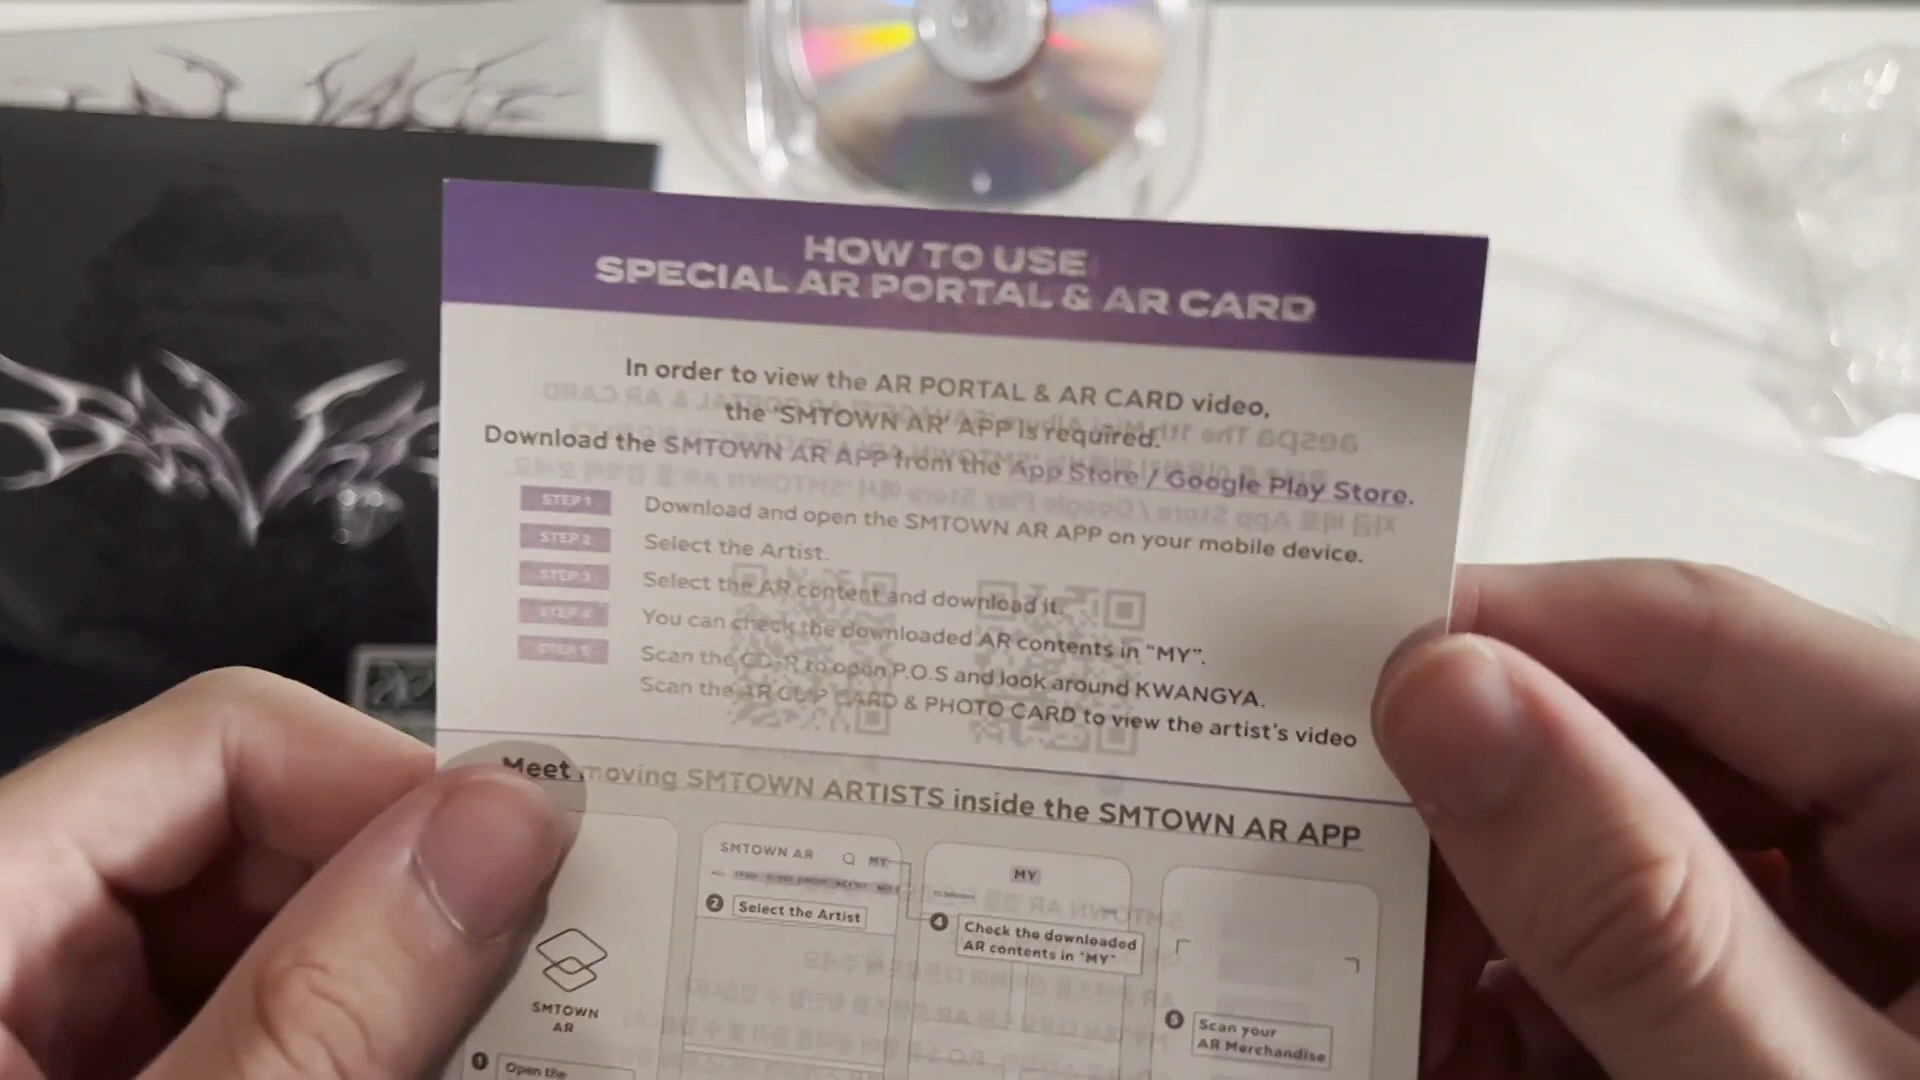 HOW TO USE
SPECIAL AR PORTAL & AR CARD
In order to view the AR PORTAL & AR CARD video,
the 'SMTOWN AR' APP is required.
Download the SMTOWN AR APP from the App Store / Google Play Store.
STEP 1 Download and open the SMTOWN AR APP on your mobile device.
STEP 2 Select the Artist.
STEP 3 Select the AR content and download it.
STEP 4 You can check the downloaded AR contents in "MY".
STEP 5 Scan the CD-R to open P.O.S and look around KWANGYA.
Scan the AR CLIP CARD & PHOTO CARD to view the artist's video
Meet moving SMTOWN ARTISTS inside the SMTOWN AR APP
SMTOWN AR MY
2 Select the Artist
MY
4 Check the downloaded
AR contents in "MY"
SMTOWN
AR
5 Scan your
AR Merchandise
1 Open the